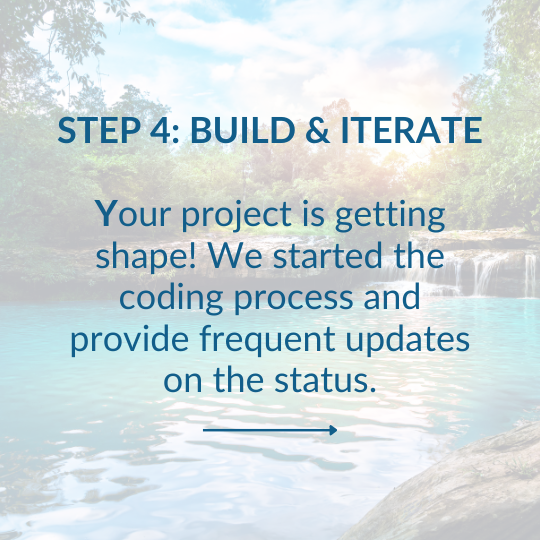 STEP 4: BUILD & ITERATE
Your project is getting
shape! We started the
coding process and
provide frequent updates
on the status.